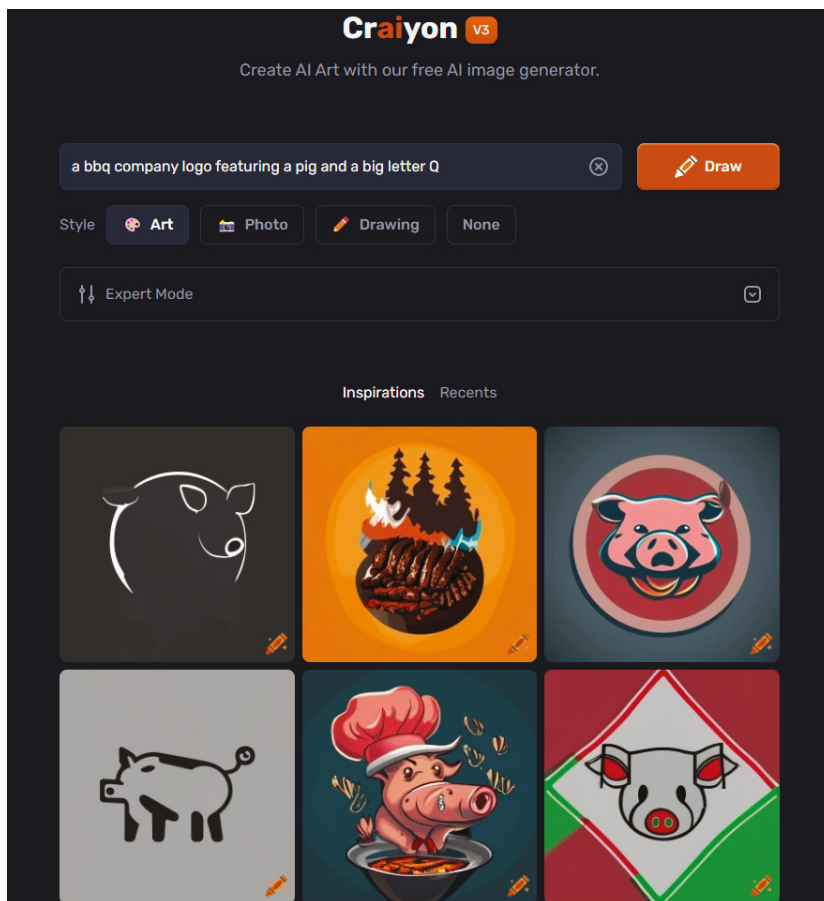 Craiyon V3
Create AI Art with our free AI image generator.
a bbq company logo featuring a pig and a big letter Q
Draw
Style Art Photo Drawing None
Expert Mode
Inspirations Recents